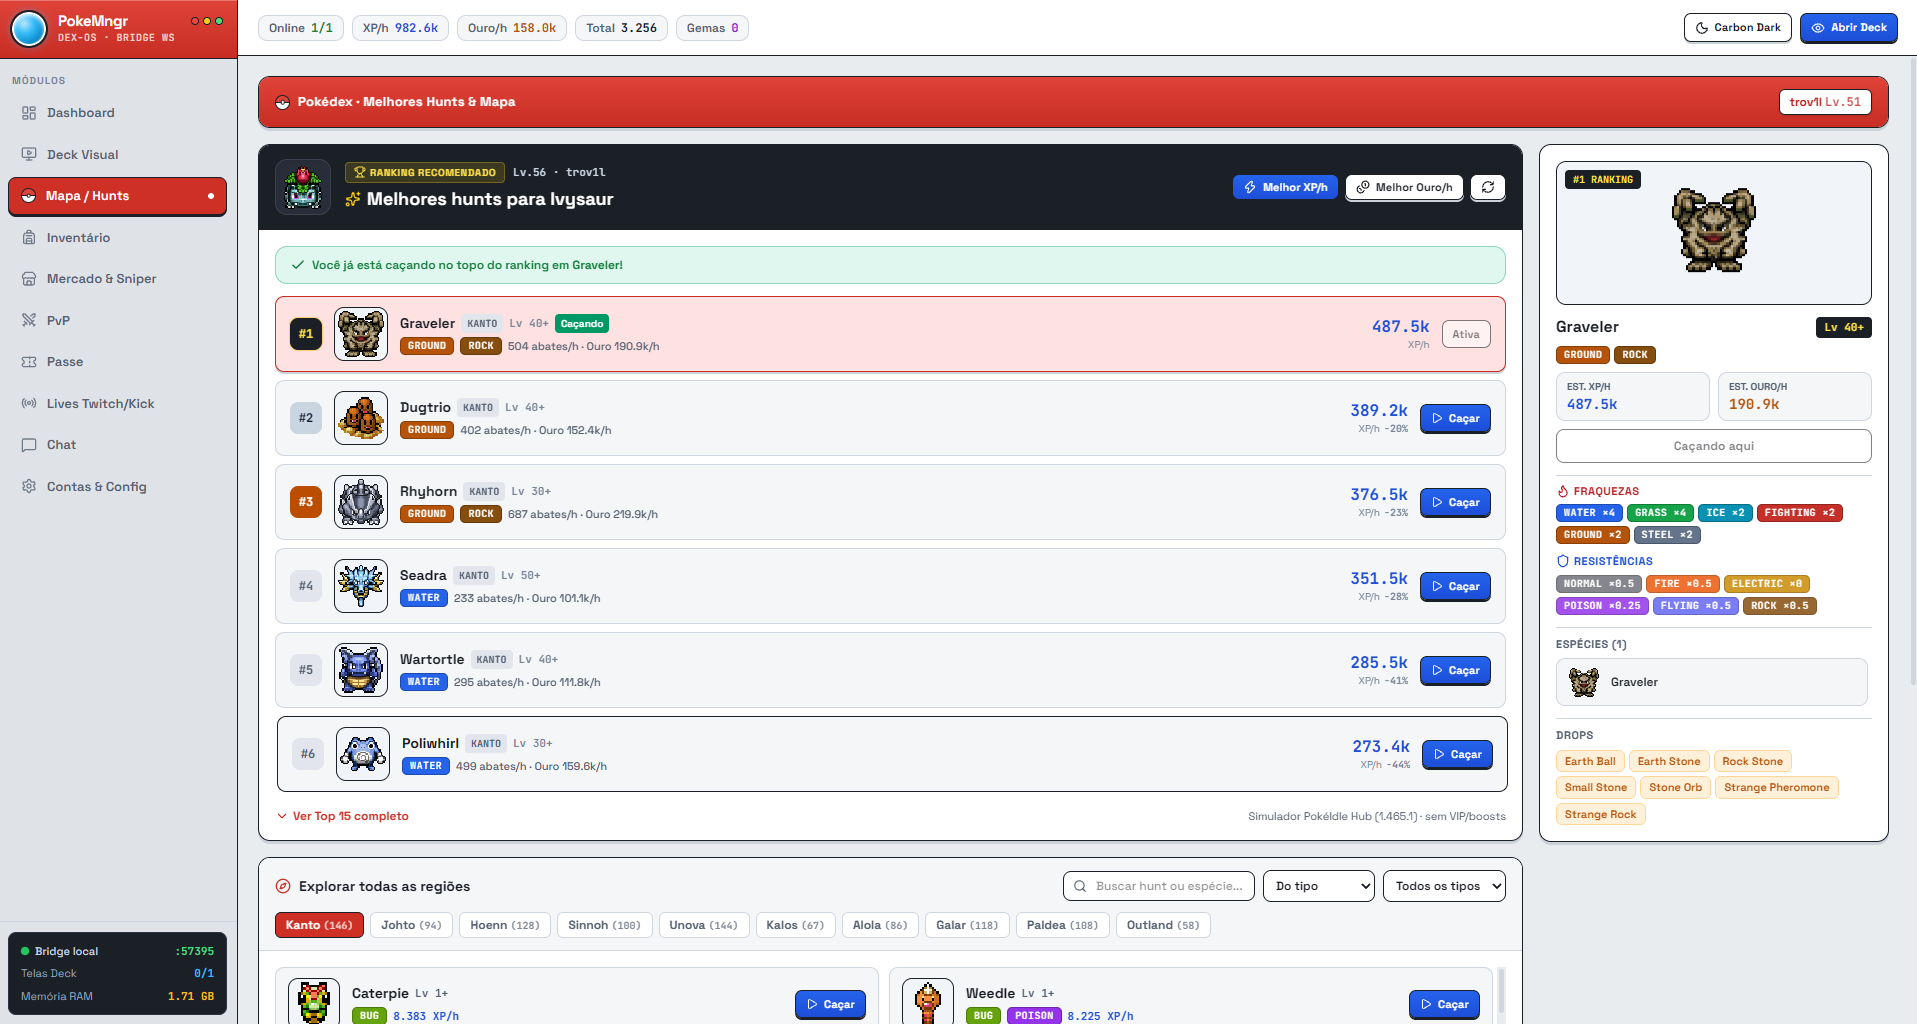 PokeMngr
DEX-OS · BRIDGE WS
Online 1/1
XP/h 982.6k
Ouro/h 158.0k
Total 3.256
Gemas 0
Carbon Dark
Abrir Deck
MÓDULOS
Dashboard
Deck Visual
Mapa / Hunts
Inventário
Mercado & Sniper
PvP
Passe
Lives Twitch/Kick
Chat
Contas & Config
Bridge local :57395
Telas Deck 0/1
Memória RAM 1.71 GB
Pokédex · Melhores Hunts & Mapa
trov1l Lv.51
RANKING RECOMENDADO Lv.56 · trov1l
Melhores hunts para Ivysaur
Melhor XP/h
Melhor Ouro/h
Você já está caçando no topo do ranking em Graveler!
#1
Graveler KANTO Lv 40+ Caçando
GROUND ROCK 504 abates/h · Ouro 190.9k/h
487.5k
XP/h
Ativa
#2
Dugtrio KANTO Lv 40+
GROUND 402 abates/h · Ouro 152.4k/h
389.2k
XP/h -20%
Caçar
#3
Rhyhorn KANTO Lv 30+
GROUND ROCK 687 abates/h · Ouro 219.9k/h
376.5k
XP/h -23%
Caçar
#4
Seadra KANTO Lv 50+
WATER 233 abates/h · Ouro 101.1k/h
351.5k
XP/h -28%
Caçar
#5
Wartortle KANTO Lv 40+
WATER 295 abates/h · Ouro 111.8k/h
285.5k
XP/h -41%
Caçar
#6
Poliwhirl KANTO Lv 30+
WATER 499 abates/h · Ouro 159.6k/h
273.4k
XP/h -44%
Caçar
Ver Top 15 completo
Simulador PokéIdle Hub (1.465.1) · sem VIP/boosts
#1 RANKING
Graveler Lv 40+
GROUND ROCK
EST. XP/H
487.5k
EST. OURO/H
190.9k
Caçando aqui
FRAQUEZAS
WATER ×4 GRASS ×4 ICE ×2 FIGHTING ×2
GROUND ×2 STEEL ×2
RESISTÊNCIAS
NORMAL ×0.5 FIRE ×0.5 ELECTRIC ×0
POISON ×0.25 FLYING ×0.5 ROCK ×0.5
ESPÉCIES (1)
Graveler
DROPS
Earth Ball Earth Stone Rock Stone
Small Stone Stone Orb Strange Pheromone
Strange Rock
Explorar todas as regiões
Buscar hunt ou espécie...
Do tipo
Todos os tipos
Kanto (146) Johto (94) Hoenn (128) Sinnoh (100) Unova (144) Kalos (67) Alola (86) Galar (118) Paldea (108) Outland (58)
Caterpie Lv 1+
BUG 8.383 XP/h
Caçar
Weedle Lv 1+
BUG POISON 8.225 XP/h
Caçar